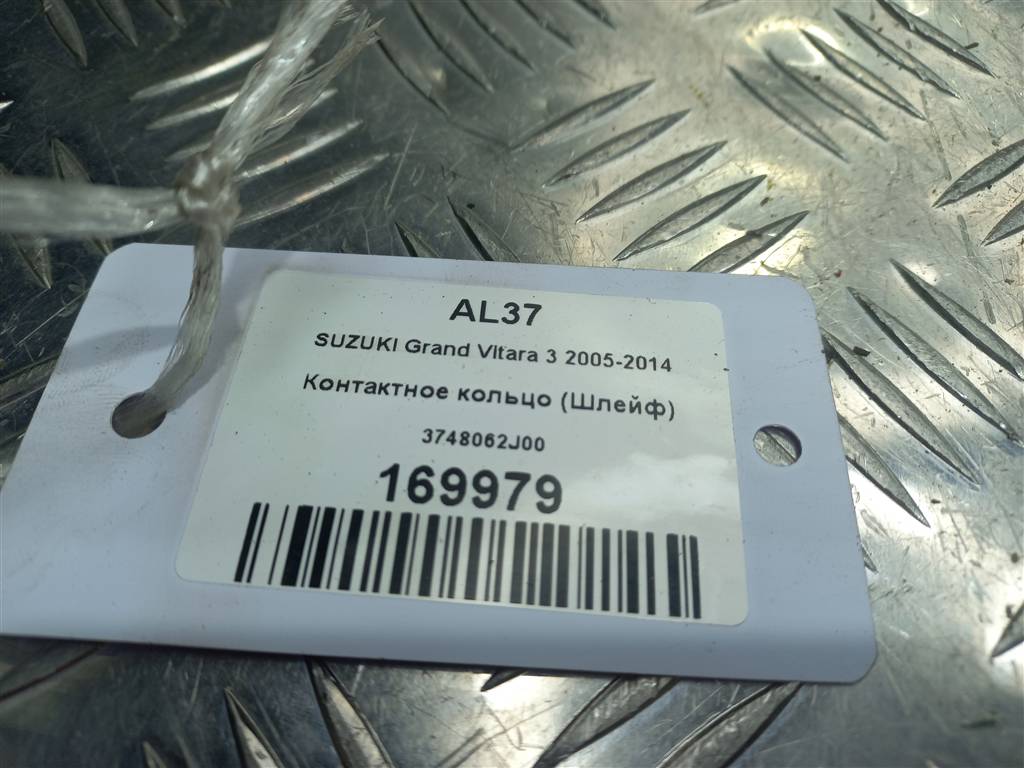 AL37
SUZUKI Grand Vitara 3 2005-2014
Контактное кольцо (Шлейф)
3748062J00
169979